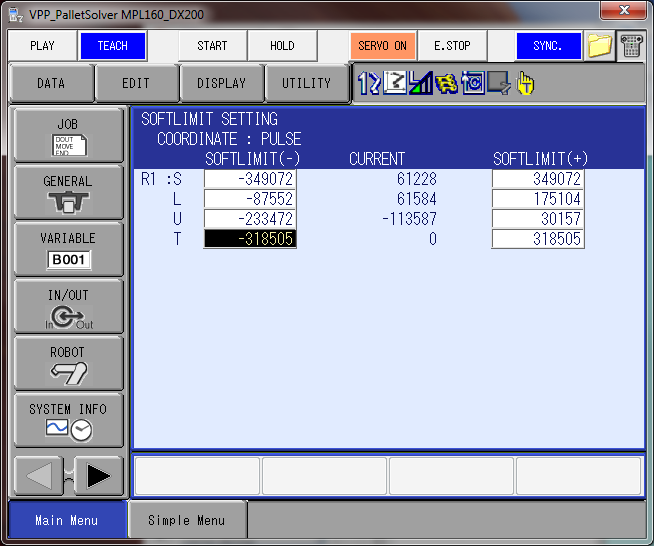 VPP_PalletSolver MPL160_DX200
PLAY TEACH START HOLD SERVO ON E.STOP SYNC.
DATA EDIT DISPLAY UTILITY
JOB
DOUT
MOVE
END
GENERAL
VARIABLE
B001
IN/OUT
In Out
ROBOT
SYSTEM INFO
SOFTLIMIT SETTING
COORDINATE : PULSE
SOFTLIMIT(-) CURRENT SOFTLIMIT(+)
R1 :S -349072 61228 349072
L -87552 61584 175104
U -233472 -113587 30157
T -318505 0 318505
Main Menu Simple Menu